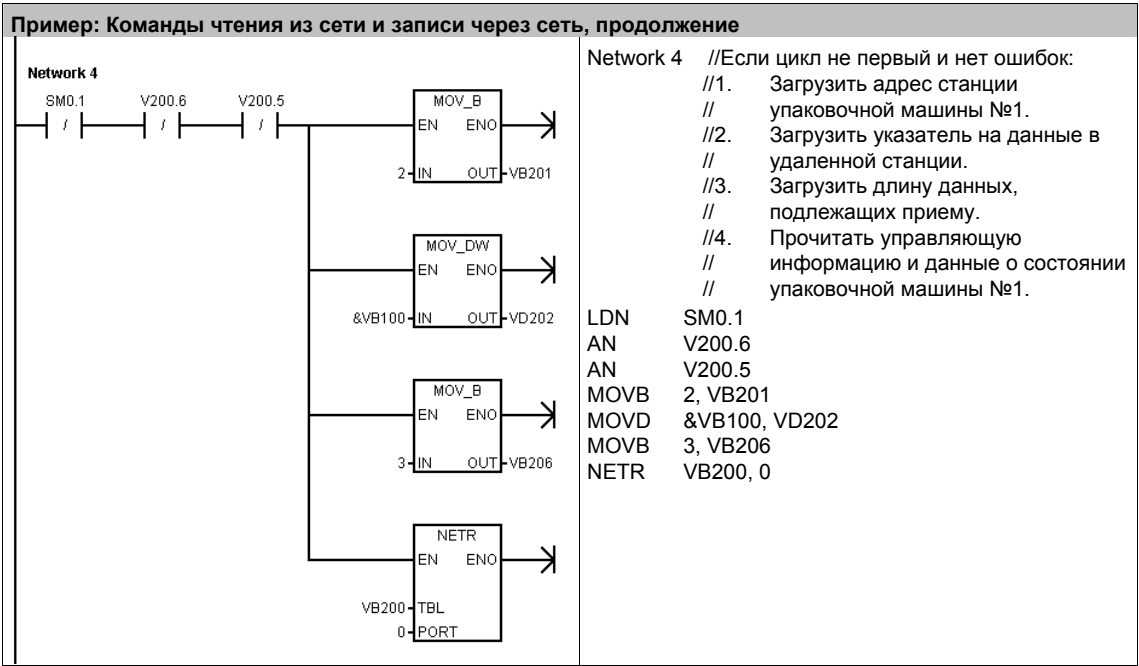 Пример: Команды чтения из сети и записи через сеть, продолжение
Network 4
SM0.1 V200.6 V200.5
/ / /
MOV_B
EN ENO
2 IN OUT VB201
MOV_DW
EN ENO
&VB100 IN OUT VD202
MOV_B
EN ENO
3 IN OUT VB206
NETR
EN ENO
VB200 TBL
0 PORT
Network 4 //Если цикл не первый и нет ошибок:
//1. Загрузить адрес станции
// упаковочной машины №1.
//2. Загрузить указатель на данные в
// удаленной станции.
//3. Загрузить длину данных,
// подлежащих приему.
//4. Прочитать управляющую
// информацию и данные о состоянии
// упаковочной машины №1.
LDN SM0.1
AN V200.6
AN V200.5
MOVB 2, VB201
MOVD &VB100, VD202
MOVB 3, VB206
NETR VB200, 0